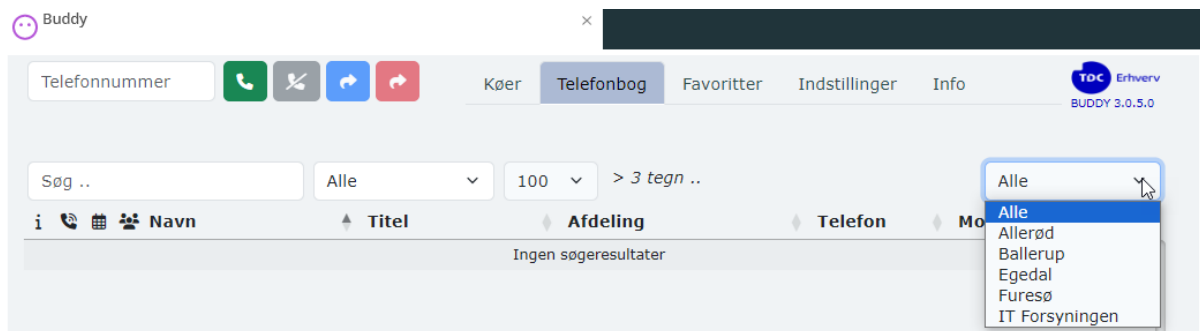 Buddy
Telefonnummer
Køer Telefonbog Favoritter Indstillinger Info
TDC Erhverv
BUDDY 3.0.5.0
Søg .. Alle 100 > 3 tegn .. Alle
i Navn Titel Afdeling Telefon Mo
Ingen søgeresultater
Alle
Allerød
Ballerup
Egedal
Furesø
IT Forsyningen